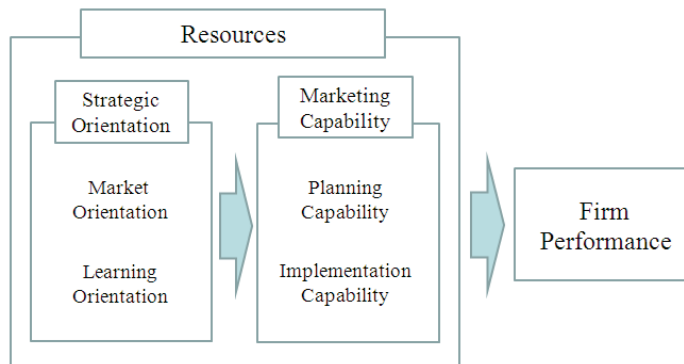 Resources
Strategic
Orientation
Market
Orientation
Learning
Orientation
Marketing
Capability
Planning
Capability
Implementation
Capability
Firm
Performance